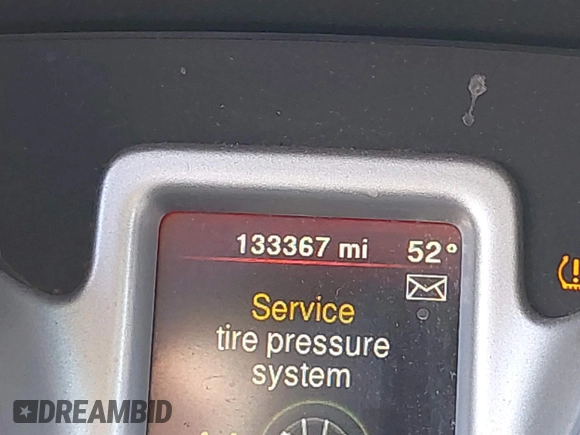 133367 mi 52°
Service
tire pressure
system
DREAMBID